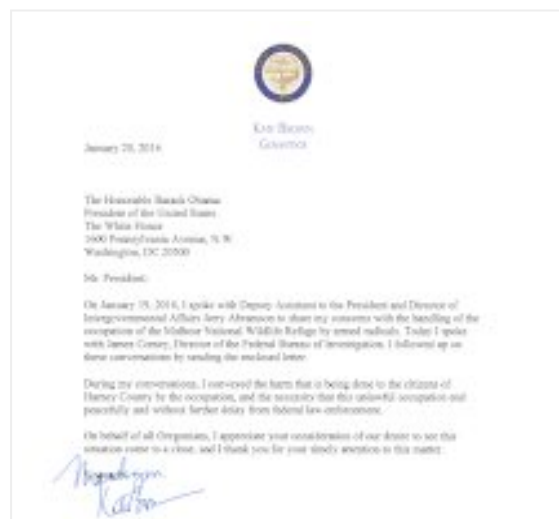 KATE BROWN
GOVERNOR
January 20, 2016
The Honorable Barack Obama
President of the United States
The White House
1600 Pennsylvania Avenue, N.W.
Washington, DC 20500
Mr. President:
On January 19, 2016, I spoke with Deputy Assistant to the President and Director of
Intergovernmental Affairs Jerry Abramson to share my concerns with the handling of the
occupation of the Malheur National Wildlife Refuge by armed radicals. Today I spoke
with James Comey, Director of the Federal Bureau of Investigation. I followed up on
these conversations by sending the enclosed letter.
During my conversations, I conveyed the harm that is being done to the citizens of
Harney County by the occupation, and the necessity that this unlawful occupation end
peacefully and without further delay from federal law enforcement.
On behalf of all Oregonians, I appreciate your consideration of our desire to see this
situation come to a close, and I thank you for your timely attention to this matter.